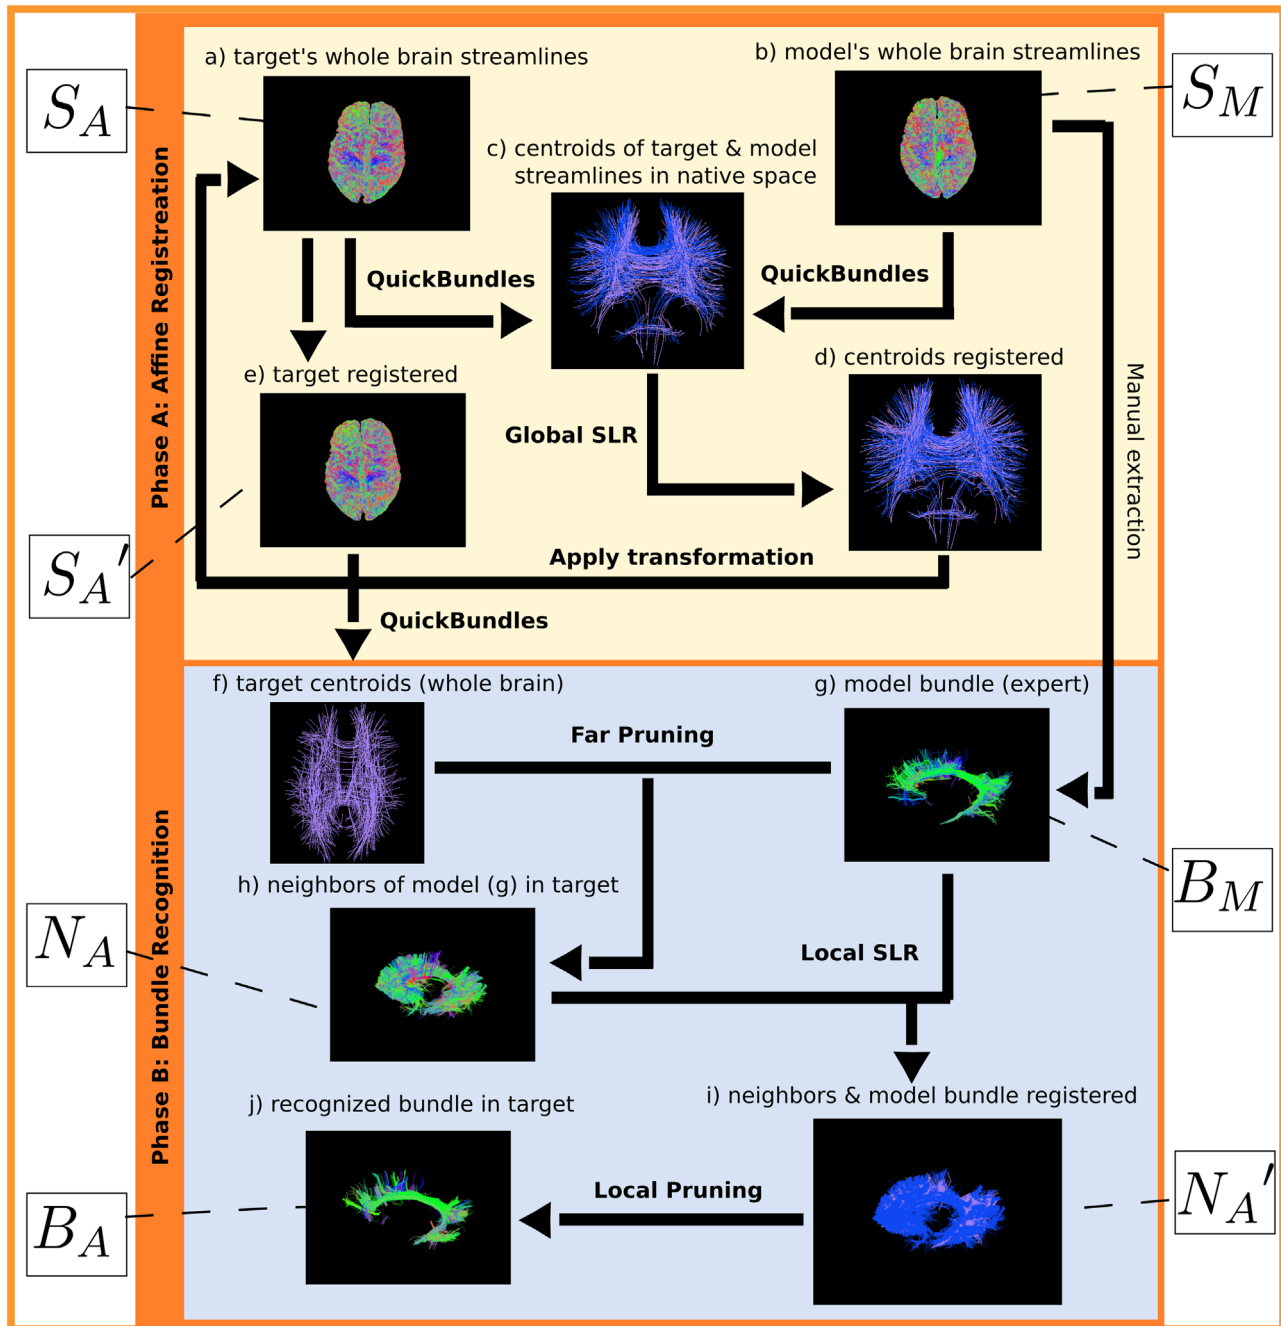 a) target's whole brain streamlines
b) model's whole brain streamlines
S_A
S_M
c) centroids of target & model
streamlines in native space
QuickBundles
QuickBundles
Phase A: Affine Registreation
e) target registered
d) centroids registered
Global SLR
Manual extraction
S_A'
Apply transformation
QuickBundles
f) target centroids (whole brain)
g) model bundle (expert)
Far Pruning
Phase B: Bundle Recognition
h) neighbors of model (g) in target
B_M
N_A
Local SLR
i) neighbors & model bundle registered
j) recognized bundle in target
Local Pruning
N_A'
B_A